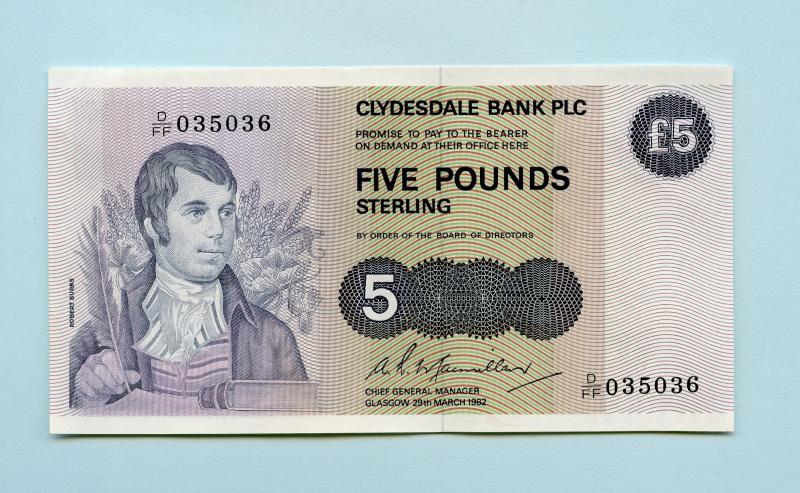 D/FF 035036
CLYDESDALE BANK PLC
PROMISE TO PAY TO THE BEARER
ON DEMAND AT THEIR OFFICE HERE
£5
FIVE POUNDS
STERLING
BY ORDER OF THE BOARD OF DIRECTORS
5
ROBERT BURNS
CHIEF GENERAL MANAGER
GLASGOW 29th MARCH 1982
D/FF 035036